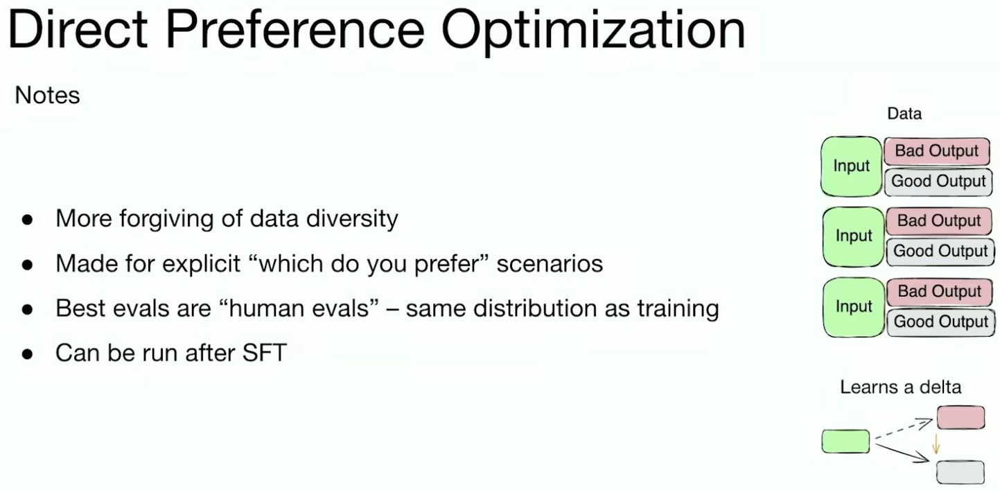 Direct Preference Optimization
Notes
● More forgiving of data diversity
● Made for explicit “which do you prefer” scenarios
● Best evals are “human evals” – same distribution as training
● Can be run after SFT
Data
Input
Bad Output
Good Output
Input
Bad Output
Good Output
Input
Bad Output
Good Output
Learns a delta